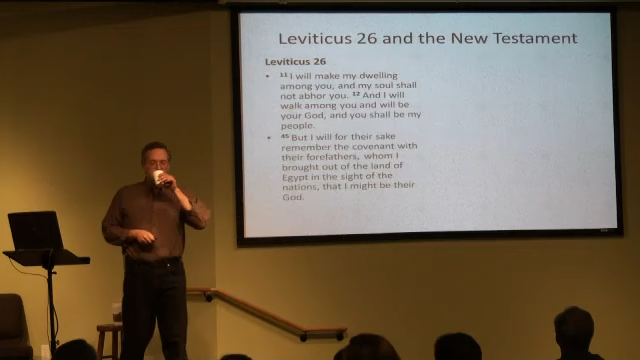 Leviticus 26 and the New Testament
Leviticus 26
• 11 I will make my dwelling
among you, and my soul shall
not abhor you. 12 And I will
walk among you and will be
your God, and you shall be my
people.
• 45 But I will for their sake
remember the covenant with
their forefathers, whom I
brought out of the land of
Egypt in the sight of the
nations, that I might be their
God.